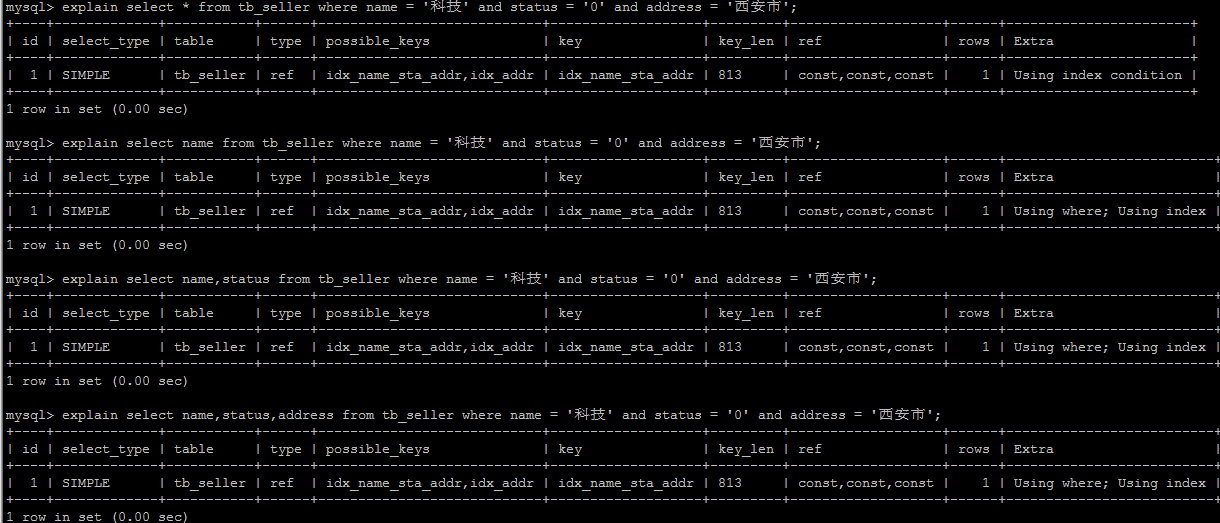 mysql> explain select * from tb_seller where name = '科技' and status = '0' and address = '西安市';
+----+-------------+-----------+------+----------------------------+-------------------+---------+-------------------+------+-----------------------+
| id | select_type | table     | type | possible_keys              | key               | key_len | ref               | rows | Extra                 |
+----+-------------+-----------+------+----------------------------+-------------------+---------+-------------------+------+-----------------------+
|  1 | SIMPLE      | tb_seller | ref  | idx_name_sta_addr,idx_addr | idx_name_sta_addr | 813     | const,const,const |    1 | Using index condition |
+----+-------------+-----------+------+----------------------------+-------------------+---------+-------------------+------+-----------------------+
1 row in set (0.00 sec)
mysql> explain select name from tb_seller where name = '科技' and status = '0' and address = '西安市';
+----+-------------+-----------+------+----------------------------+-------------------+---------+-------------------+------+--------------------------+
| id | select_type | table     | type | possible_keys              | key               | key_len | ref               | rows | Extra                    |
+----+-------------+-----------+------+----------------------------+-------------------+---------+-------------------+------+--------------------------+
|  1 | SIMPLE      | tb_seller | ref  | idx_name_sta_addr,idx_addr | idx_name_sta_addr | 813     | const,const,const |    1 | Using where; Using index |
+----+-------------+-----------+------+----------------------------+-------------------+---------+-------------------+------+--------------------------+
1 row in set (0.00 sec)
mysql> explain select name,status from tb_seller where name = '科技' and status = '0' and address = '西安市';
+----+-------------+-----------+------+----------------------------+-------------------+---------+-------------------+------+--------------------------+
| id | select_type | table     | type | possible_keys              | key               | key_len | ref               | rows | Extra                    |
+----+-------------+-----------+------+----------------------------+-------------------+---------+-------------------+------+--------------------------+
|  1 | SIMPLE      | tb_seller | ref  | idx_name_sta_addr,idx_addr | idx_name_sta_addr | 813     | const,const,const |    1 | Using where; Using index |
+----+-------------+-----------+------+----------------------------+-------------------+---------+-------------------+------+--------------------------+
1 row in set (0.00 sec)
mysql> explain select name,status,address from tb_seller where name = '科技' and status = '0' and address = '西安市';
+----+-------------+-----------+------+----------------------------+-------------------+---------+-------------------+------+--------------------------+
| id | select_type | table     | type | possible_keys              | key               | key_len | ref               | rows | Extra                    |
+----+-------------+-----------+------+----------------------------+-------------------+---------+-------------------+------+--------------------------+
|  1 | SIMPLE      | tb_seller | ref  | idx_name_sta_addr,idx_addr | idx_name_sta_addr | 813     | const,const,const |    1 | Using where; Using index |
+----+-------------+-----------+------+----------------------------+-------------------+---------+-------------------+------+--------------------------+
1 row in set (0.00 sec)